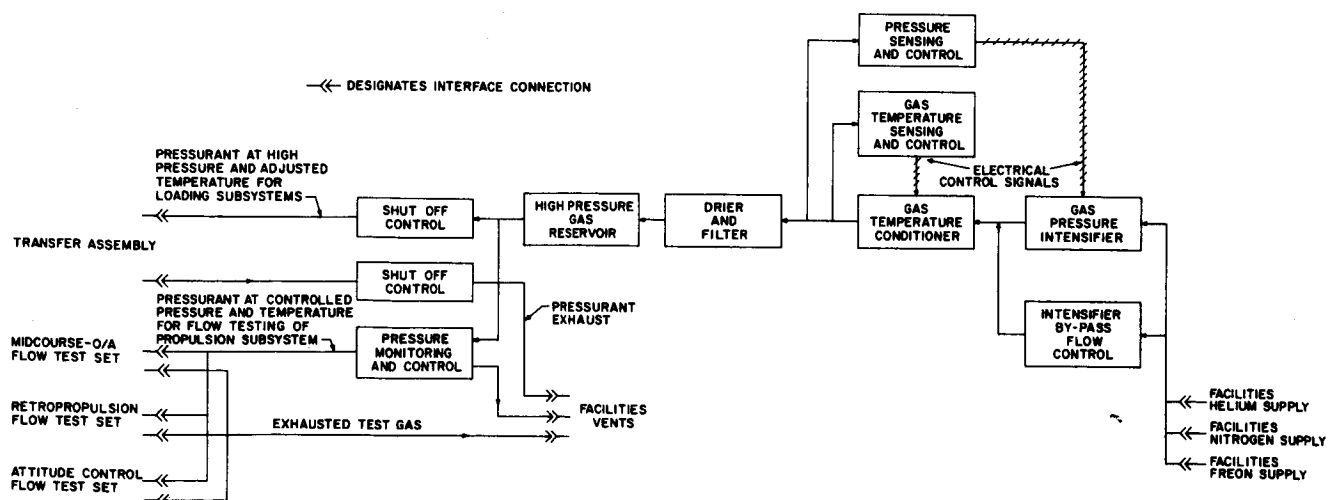 PRESSURE
SENSING
AND CONTROL
DESIGNATES INTERFACE CONNECTION
GAS
TEMPERATURE
SENSING
AND CONTROL
ELECTRICAL
CONTROL SIGNALS
PRESSURANT AT HIGH
PRESSURE AND ADJUSTED
TEMPERATURE FOR
LOADING SUBSYSTEMS
SHUT OFF
CONTROL
HIGH PRESSURE
GAS
RESERVOIR
DRIER
AND
FILTER
GAS
TEMPERATURE
CONDITIONER
GAS
PRESSURE
INTENSIFIER
TRANSFER ASSEMBLY
SHUT OFF
CONTROL
PRESSURANT
EXHAUST
PRESSURANT AT CONTROLLED
PRESSURE AND TEMPERATURE
FOR FLOW TESTING OF
PROPULSION SUBSYSTEM
PRESSURE
MONITORING
AND CONTROL
INTENSIFIER
BY-PASS
FLOW
CONTROL
MIDCOURSE-O/A
FLOW TEST SET
RETROPROPULSION
FLOW TEST SET
EXHAUSTED TEST GAS
FACILITIES
VENTS
FACILITIES
HELIUM SUPPLY
FACILITIES
NITROGEN SUPPLY
FACILITIES
FREON SUPPLY
ATTITUDE CONTROL
FLOW TEST SET